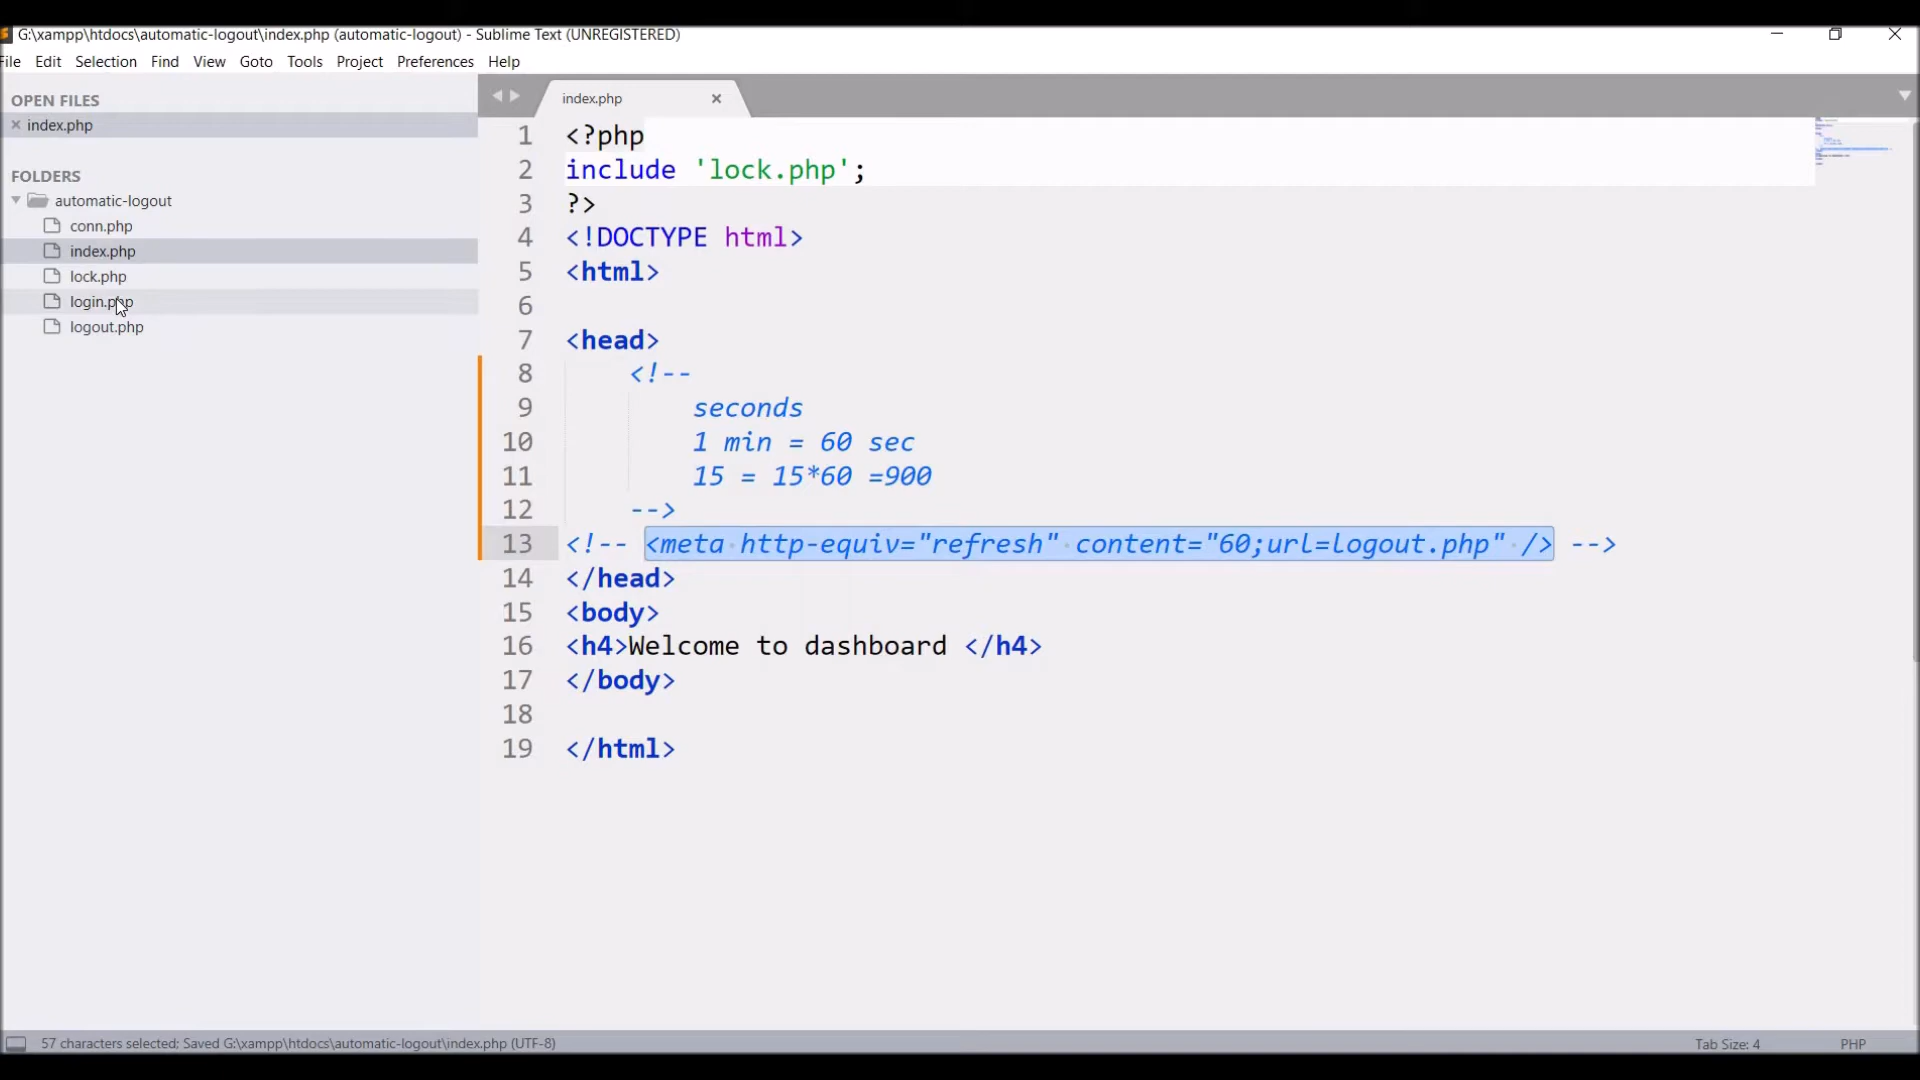 G:\xampp\htdocs\automatic-logout\index.php (automatic-logout) - Sublime Text (UNREGISTERED)
File Edit Selection Find View Goto Tools Project Preferences Help
OPEN FILES
index.php
FOLDERS
automatic-logout
conn.php
index.php
lock.php
login.php
logout.php
index.php
1 <?php
2 include 'lock.php';
3 ?>
4 <!DOCTYPE html>
5 <html>
6
7 <head>
8 <!--
9 seconds
10 1 min = 60 sec
11 15 = 15*60 =900
12 -->
13 <!-- <meta http-equiv="refresh" content="60;url=logout.php" /> -->
14 </head>
15 <body>
16 <h4>Welcome to dashboard </h4>
17 </body>
18
19 </html>
57 characters selected; Saved G:\xampp\htdocs\automatic-logout\index.php (UTF-8)
Tab Size: 4
PHP